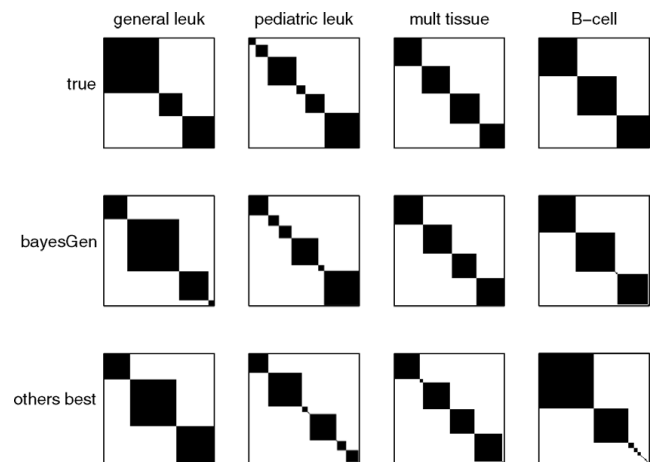 general leuk pediatric leuk mult tissue B−cell
true
bayesGen
others best